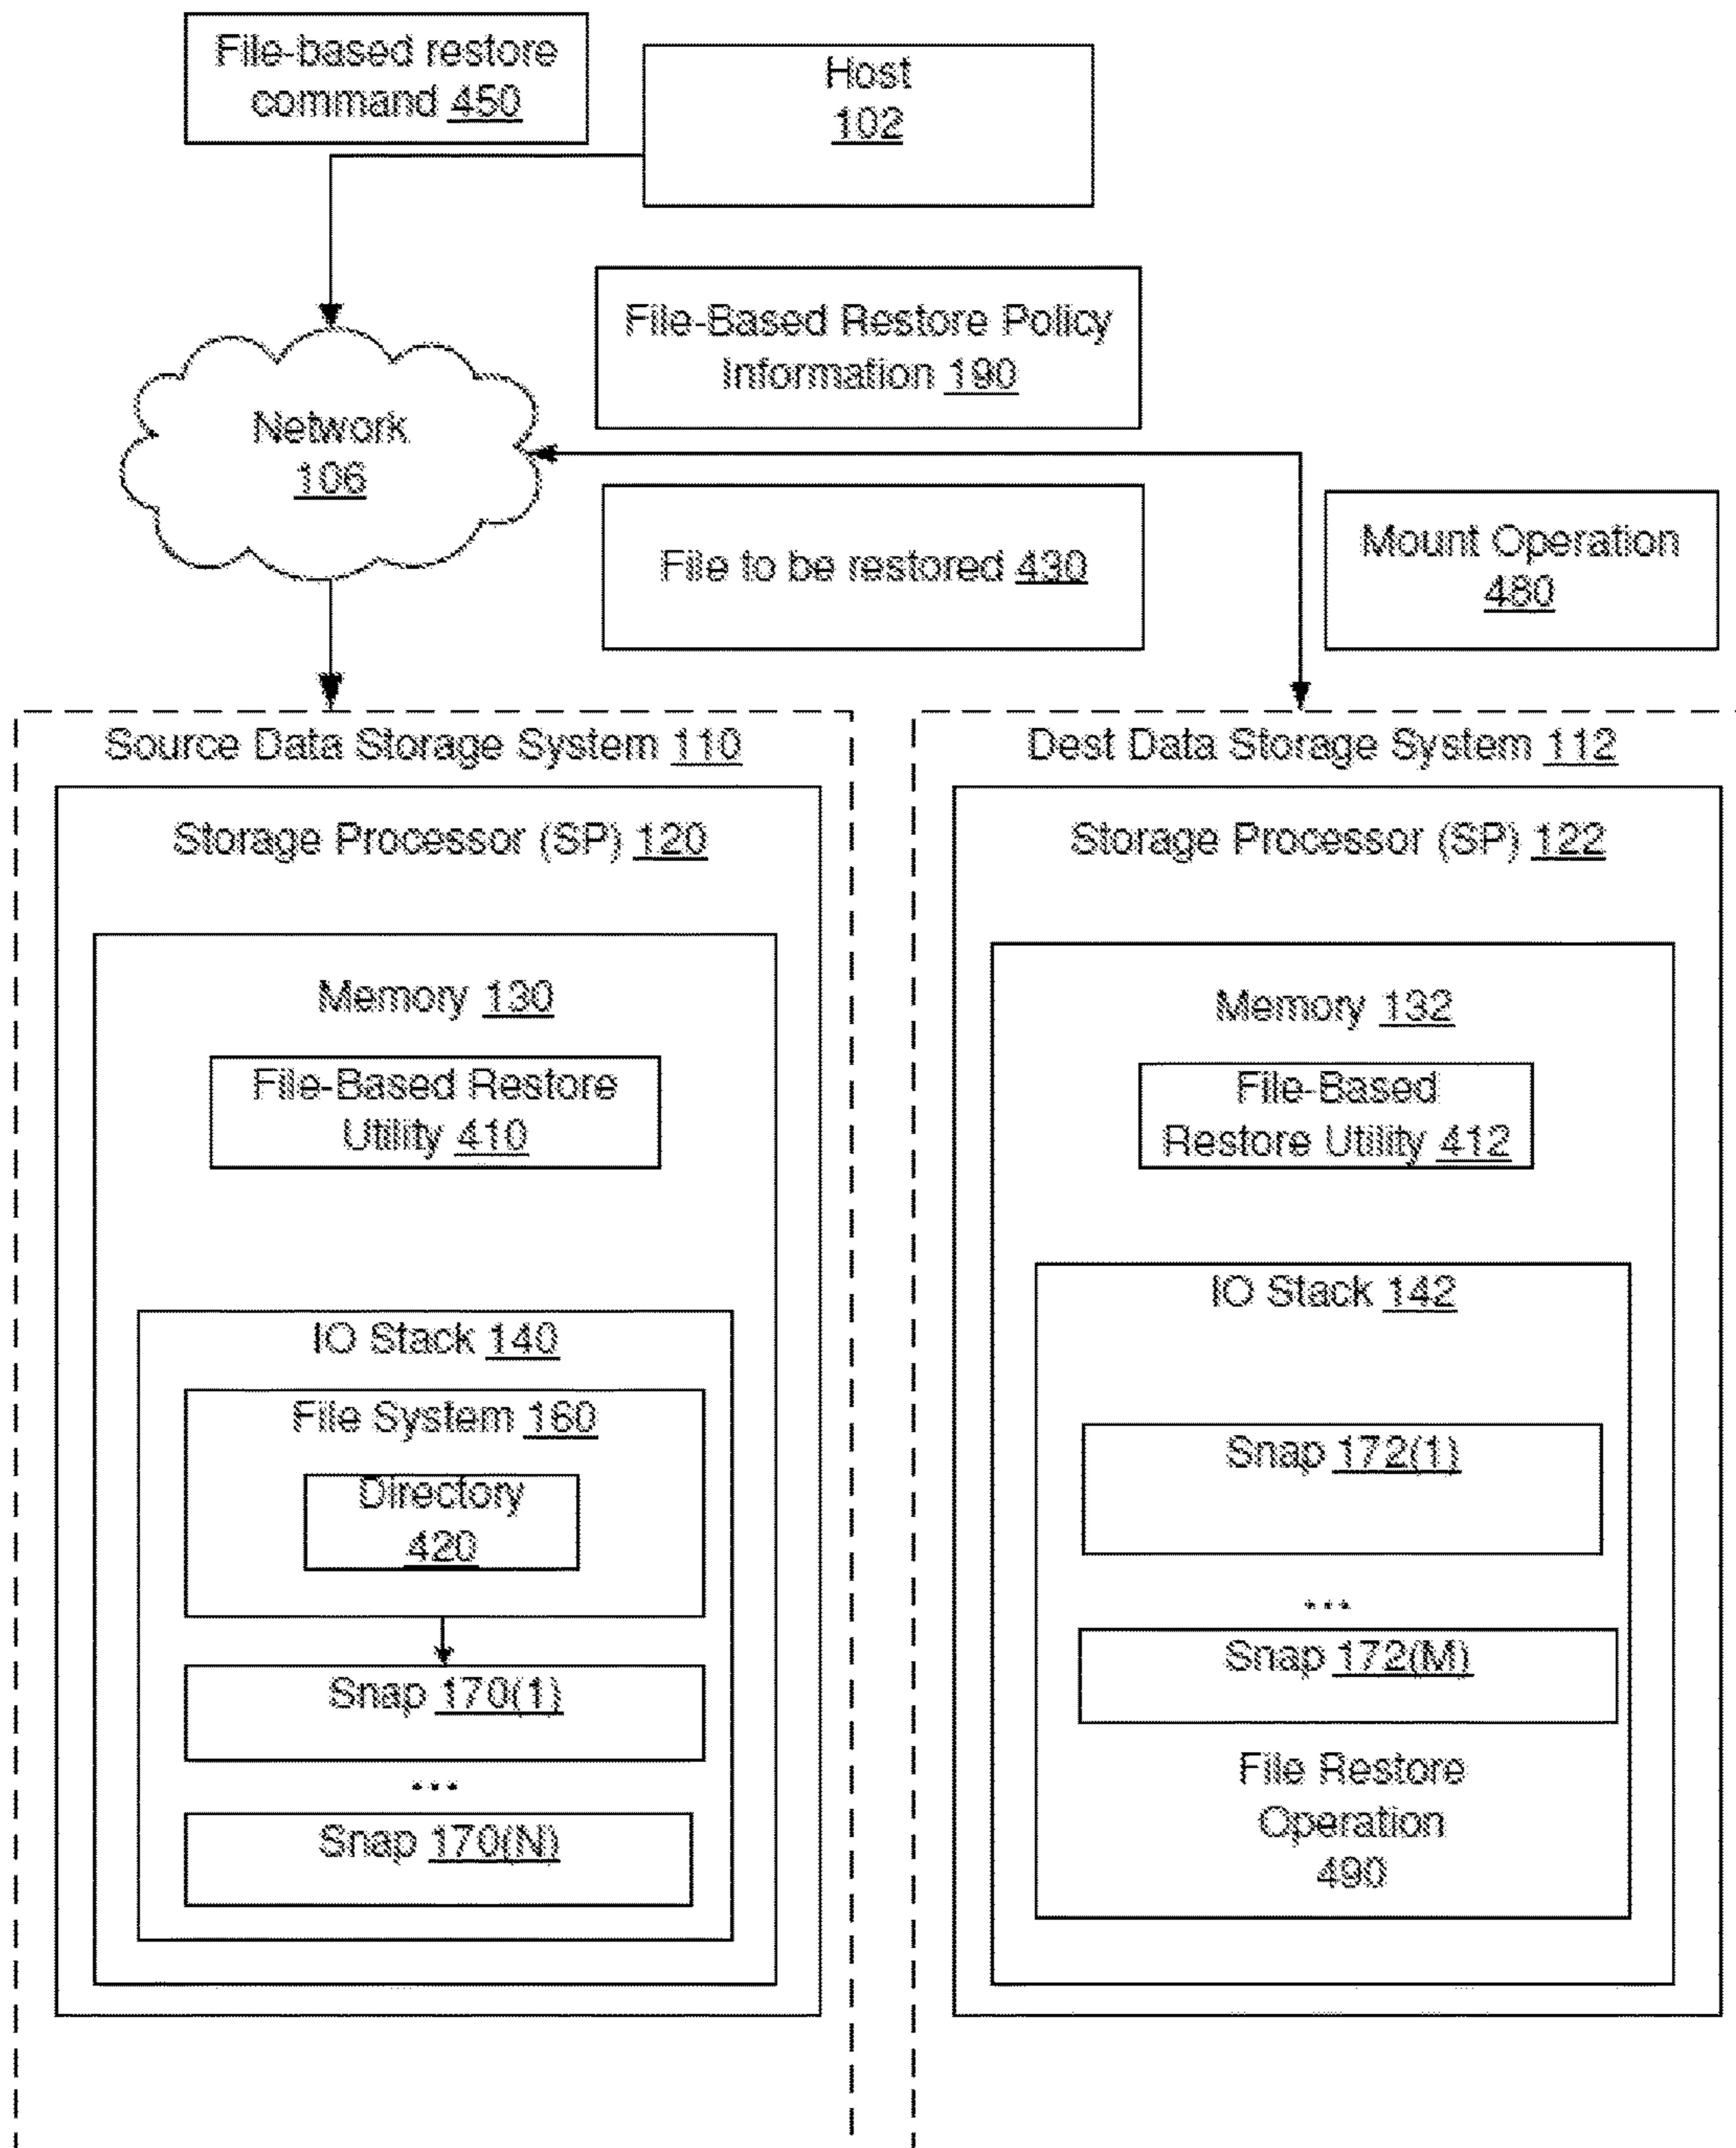 File-based restore
command 450
Host
102
File-Based Restore Policy
Information 190
Network
106
File to be restored 430
Mount Operation
480
Source Data Storage System 110
Storage Processor (SP) 120
Memory 130
File-Based Restore
Utility 410
IO Stack 140
File System 160
Directory
420
Snap 170(1)
...
Snap 170(N)
Dest Data Storage System 112
Storage Processor (SP) 122
Memory 132
File-Based
Restore Utility 412
IO Stack 142
Snap 172(1)
...
Snap 172(M)
File Restore
Operation
490